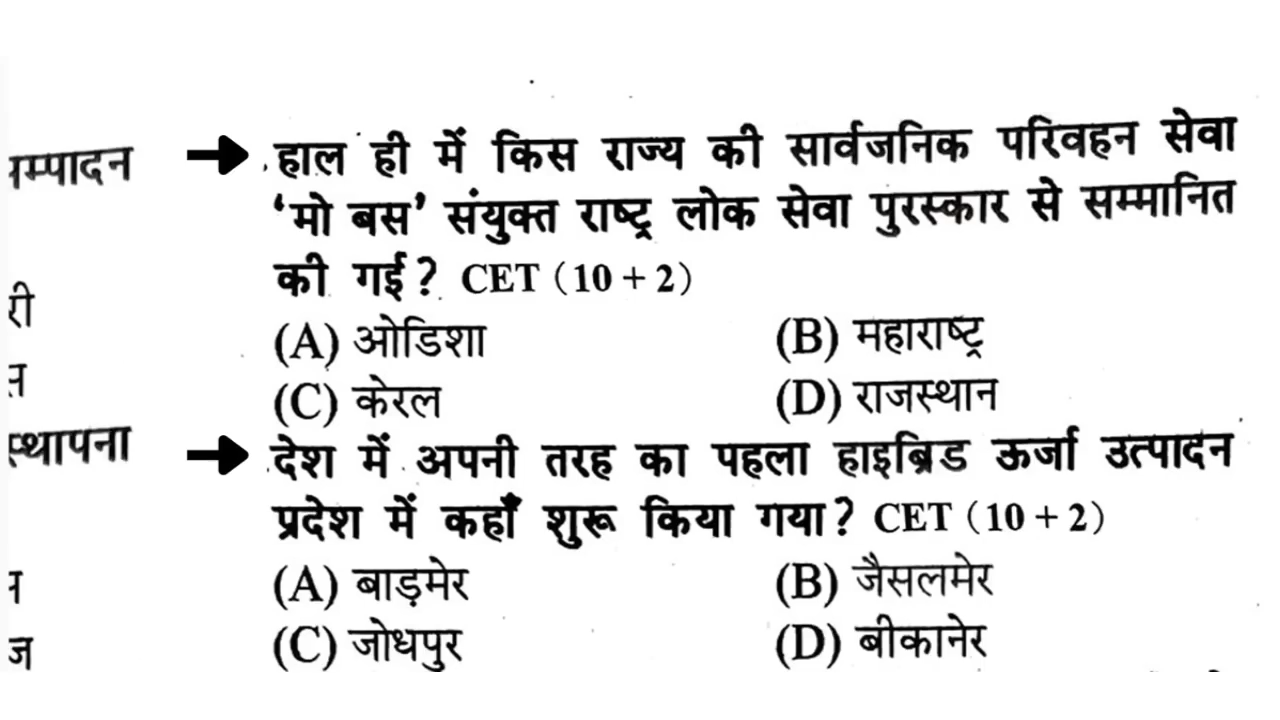 म्पादन
→ हाल ही में किस राज्य की सार्वजनिक परिवहन सेवा
‘मो बस’ संयुक्त राष्ट्र लोक सेवा पुरस्कार से सम्मानित
की गई? CET (10 + 2)
री
(A) ओडिशा (B) महाराष्ट्र
(C) केरल (D) राजस्थान
स्थापना
→ देश में अपनी तरह का पहला हाइब्रिड ऊर्जा उत्पादन
प्रदेश में कहाँ शुरू किया गया? CET (10 + 2)
(A) बाड़मेर (B) जैसलमेर
ज
(C) जोधपुर (D) बीकानेर